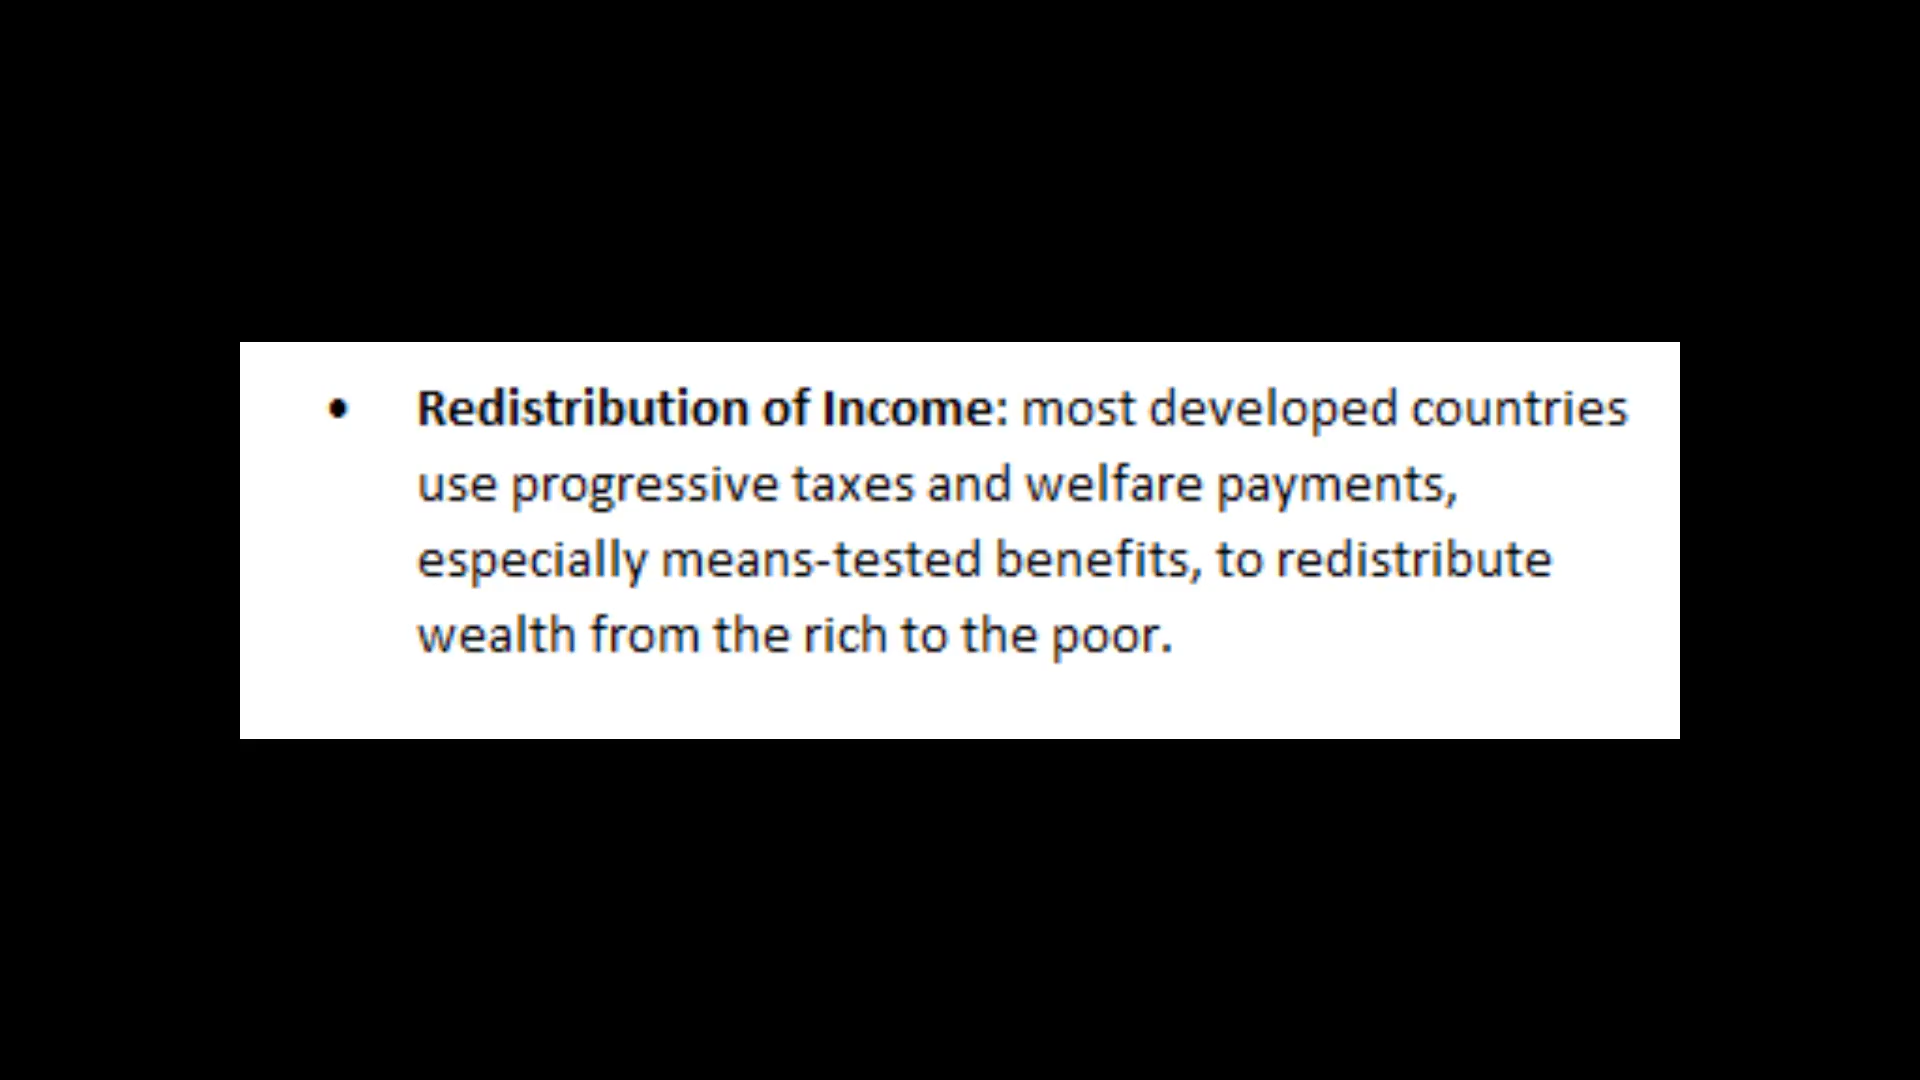 • Redistribution of Income: most developed countries
use progressive taxes and welfare payments,
especially means-tested benefits, to redistribute
wealth from the rich to the poor.